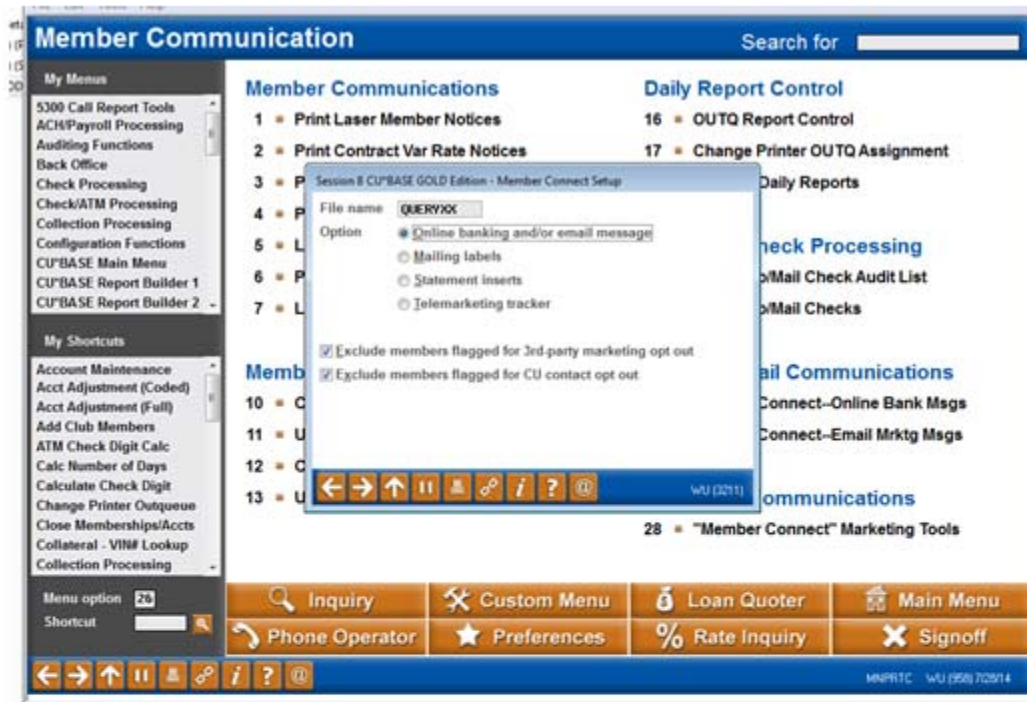 Member Communication
Search for
My Menus
5300 Call Report Tools
ACH/Payroll Processing
Auditing Functions
Back Office
Check Processing
Check/ATM Processing
Collection Processing
Configuration Functions
CU*BASE Main Menu
CU*BASE Report Builder 1
CU*BASE Report Builder 2
My Shortcuts
Account Maintenance
Acct Adjustment (Coded)
Acct Adjustment (Full)
Add Club Members
ATM Check Digit Calc
Calc Number of Days
Calculate Check Digit
Change Printer Outqueue
Close Memberships/Accts
Collateral - VIN# Lookup
Collection Processing
Menu option 26
Shortcut
Member Communications
1 Print Laser Member Notices
2 Print Contract Var Rate Notices
3 P
4 P
5 L
6 P
7 L
Memb
10 C
11 U
12 C
13 U
Daily Report Control
16 OUTQ Report Control
17 Change Printer OUTQ Assignment
Daily Reports
heck Processing
o/Mail Check Audit List
o/Mail Checks
ail Communications
Connect--Online Bank Msgs
Connect--Email Mrktg Msgs
ommunications
28 "Member Connect" Marketing Tools
Session 8 CU*BASE GOLD Edition - Member Connect Setup
File name QUERYXX
Option Online banking and/or email message
Mailing labels
Statement inserts
Telemarketing tracker
Exclude members flagged for 3rd-party marketing opt out
Exclude members flagged for CU contact opt out
WU (3211)
Inquiry
Custom Menu
Loan Quoter
Main Menu
Phone Operator
Preferences
Rate Inquiry
Signoff
MNPRTC WU (958) 7/28/14